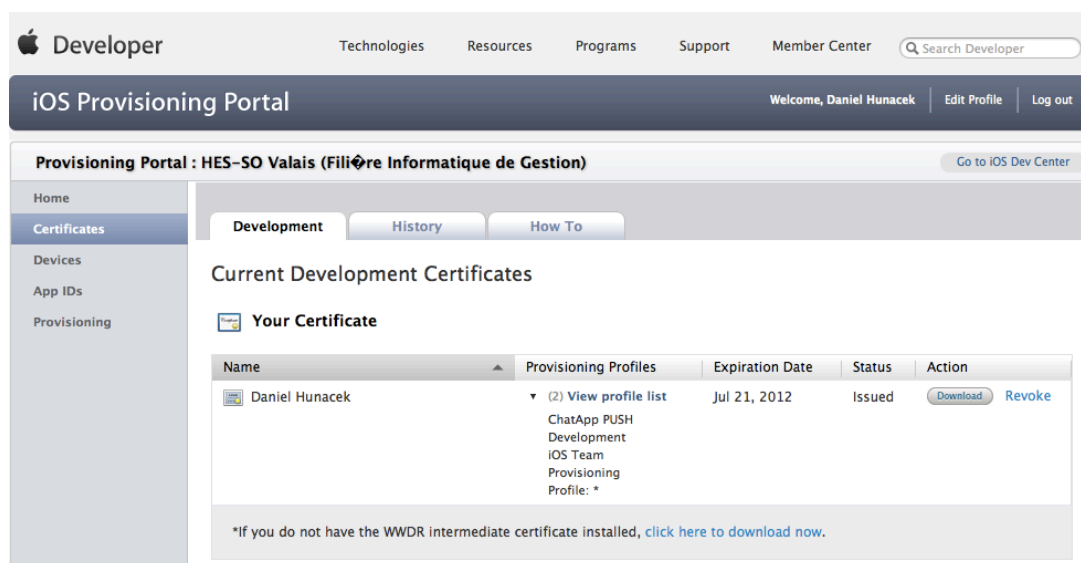 Developer Technologies Resources Programs Support Member Center Search Developer
iOS Provisioning Portal Welcome, Daniel Hunacek Edit Profile Log out
Provisioning Portal : HES-SO Valais (Fili�re Informatique de Gestion) Go to iOS Dev Center
Home
Certificates
Devices
App IDs
Provisioning
Development History How To
Current Development Certificates
Your Certificate
Name Provisioning Profiles Expiration Date Status Action
Daniel Hunacek (2) View profile list Jul 21, 2012 Issued Download Revoke
ChatApp PUSH
Development
iOS Team
Provisioning
Profile: *
*If you do not have the WWDR intermediate certificate installed, click here to download now.